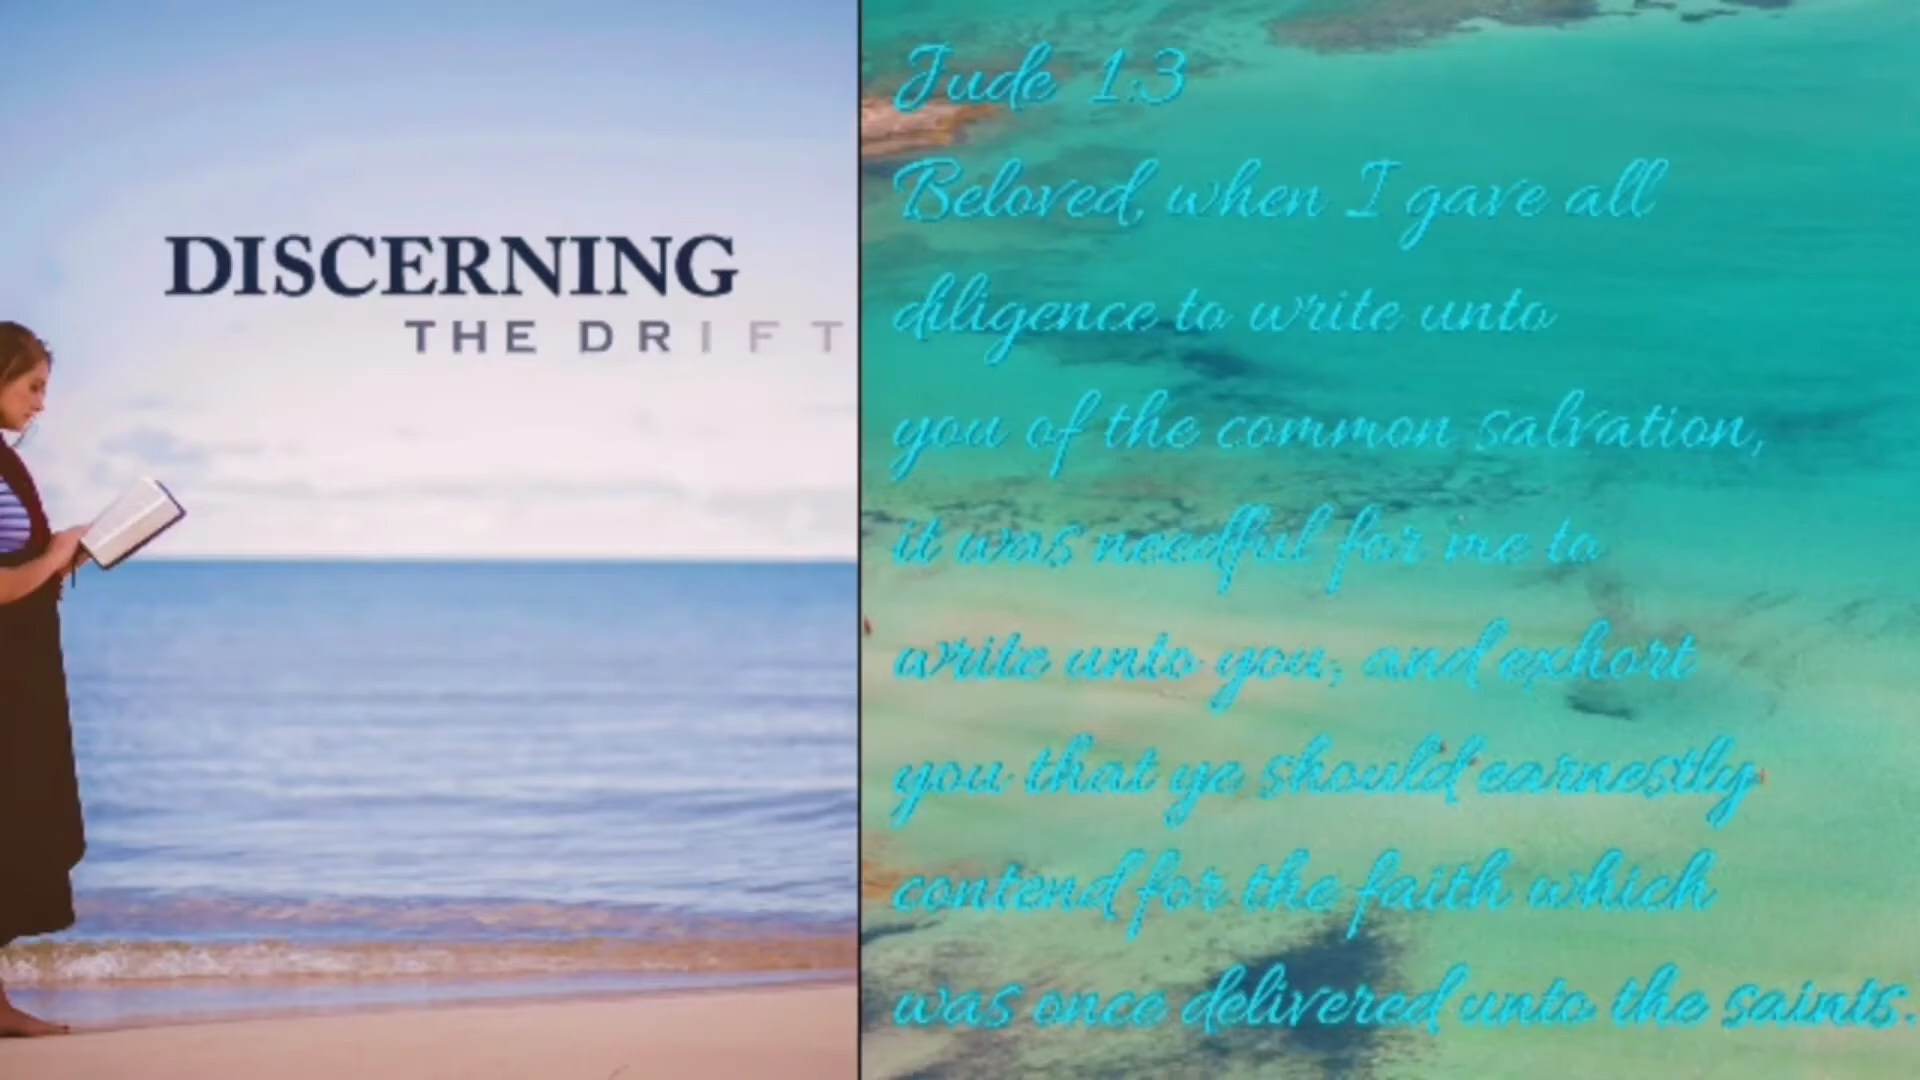 DISCERNING
THE DRIFT
Jude 1:3
Beloved, when I gave all
diligence to write unto
you of the common salvation,
it was needful for me to
write unto you, and exhort
you that ye should earnestly
contend for the faith which
was once delivered unto the saints.